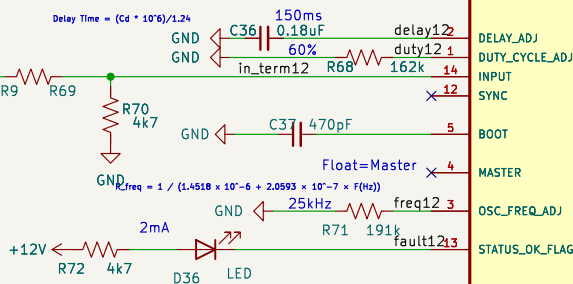 Delay Time = (Cd * 10^6)/1.24
150ms
GND C36 0.18uF delay12 2 DELAY_ADJ
GND 60% R68 162k duty12 1 DUTY_CYCLE_ADJ
R9 R69 in_term12 14 INPUT
12 SYNC
R70
4k7
GND C37 470pF 5 BOOT
Float=Master 4 MASTER
GND
R_freq = 1 / (1.4518 x 10^-6 + 2.0593 x 10^-7 x F(Hz))
GND 25kHz R71 191k freq12 3 OSC_FREQ_ADJ
2mA
+12V R72 4k7 D36 LED fault12 13 STATUS_OK_FLAG